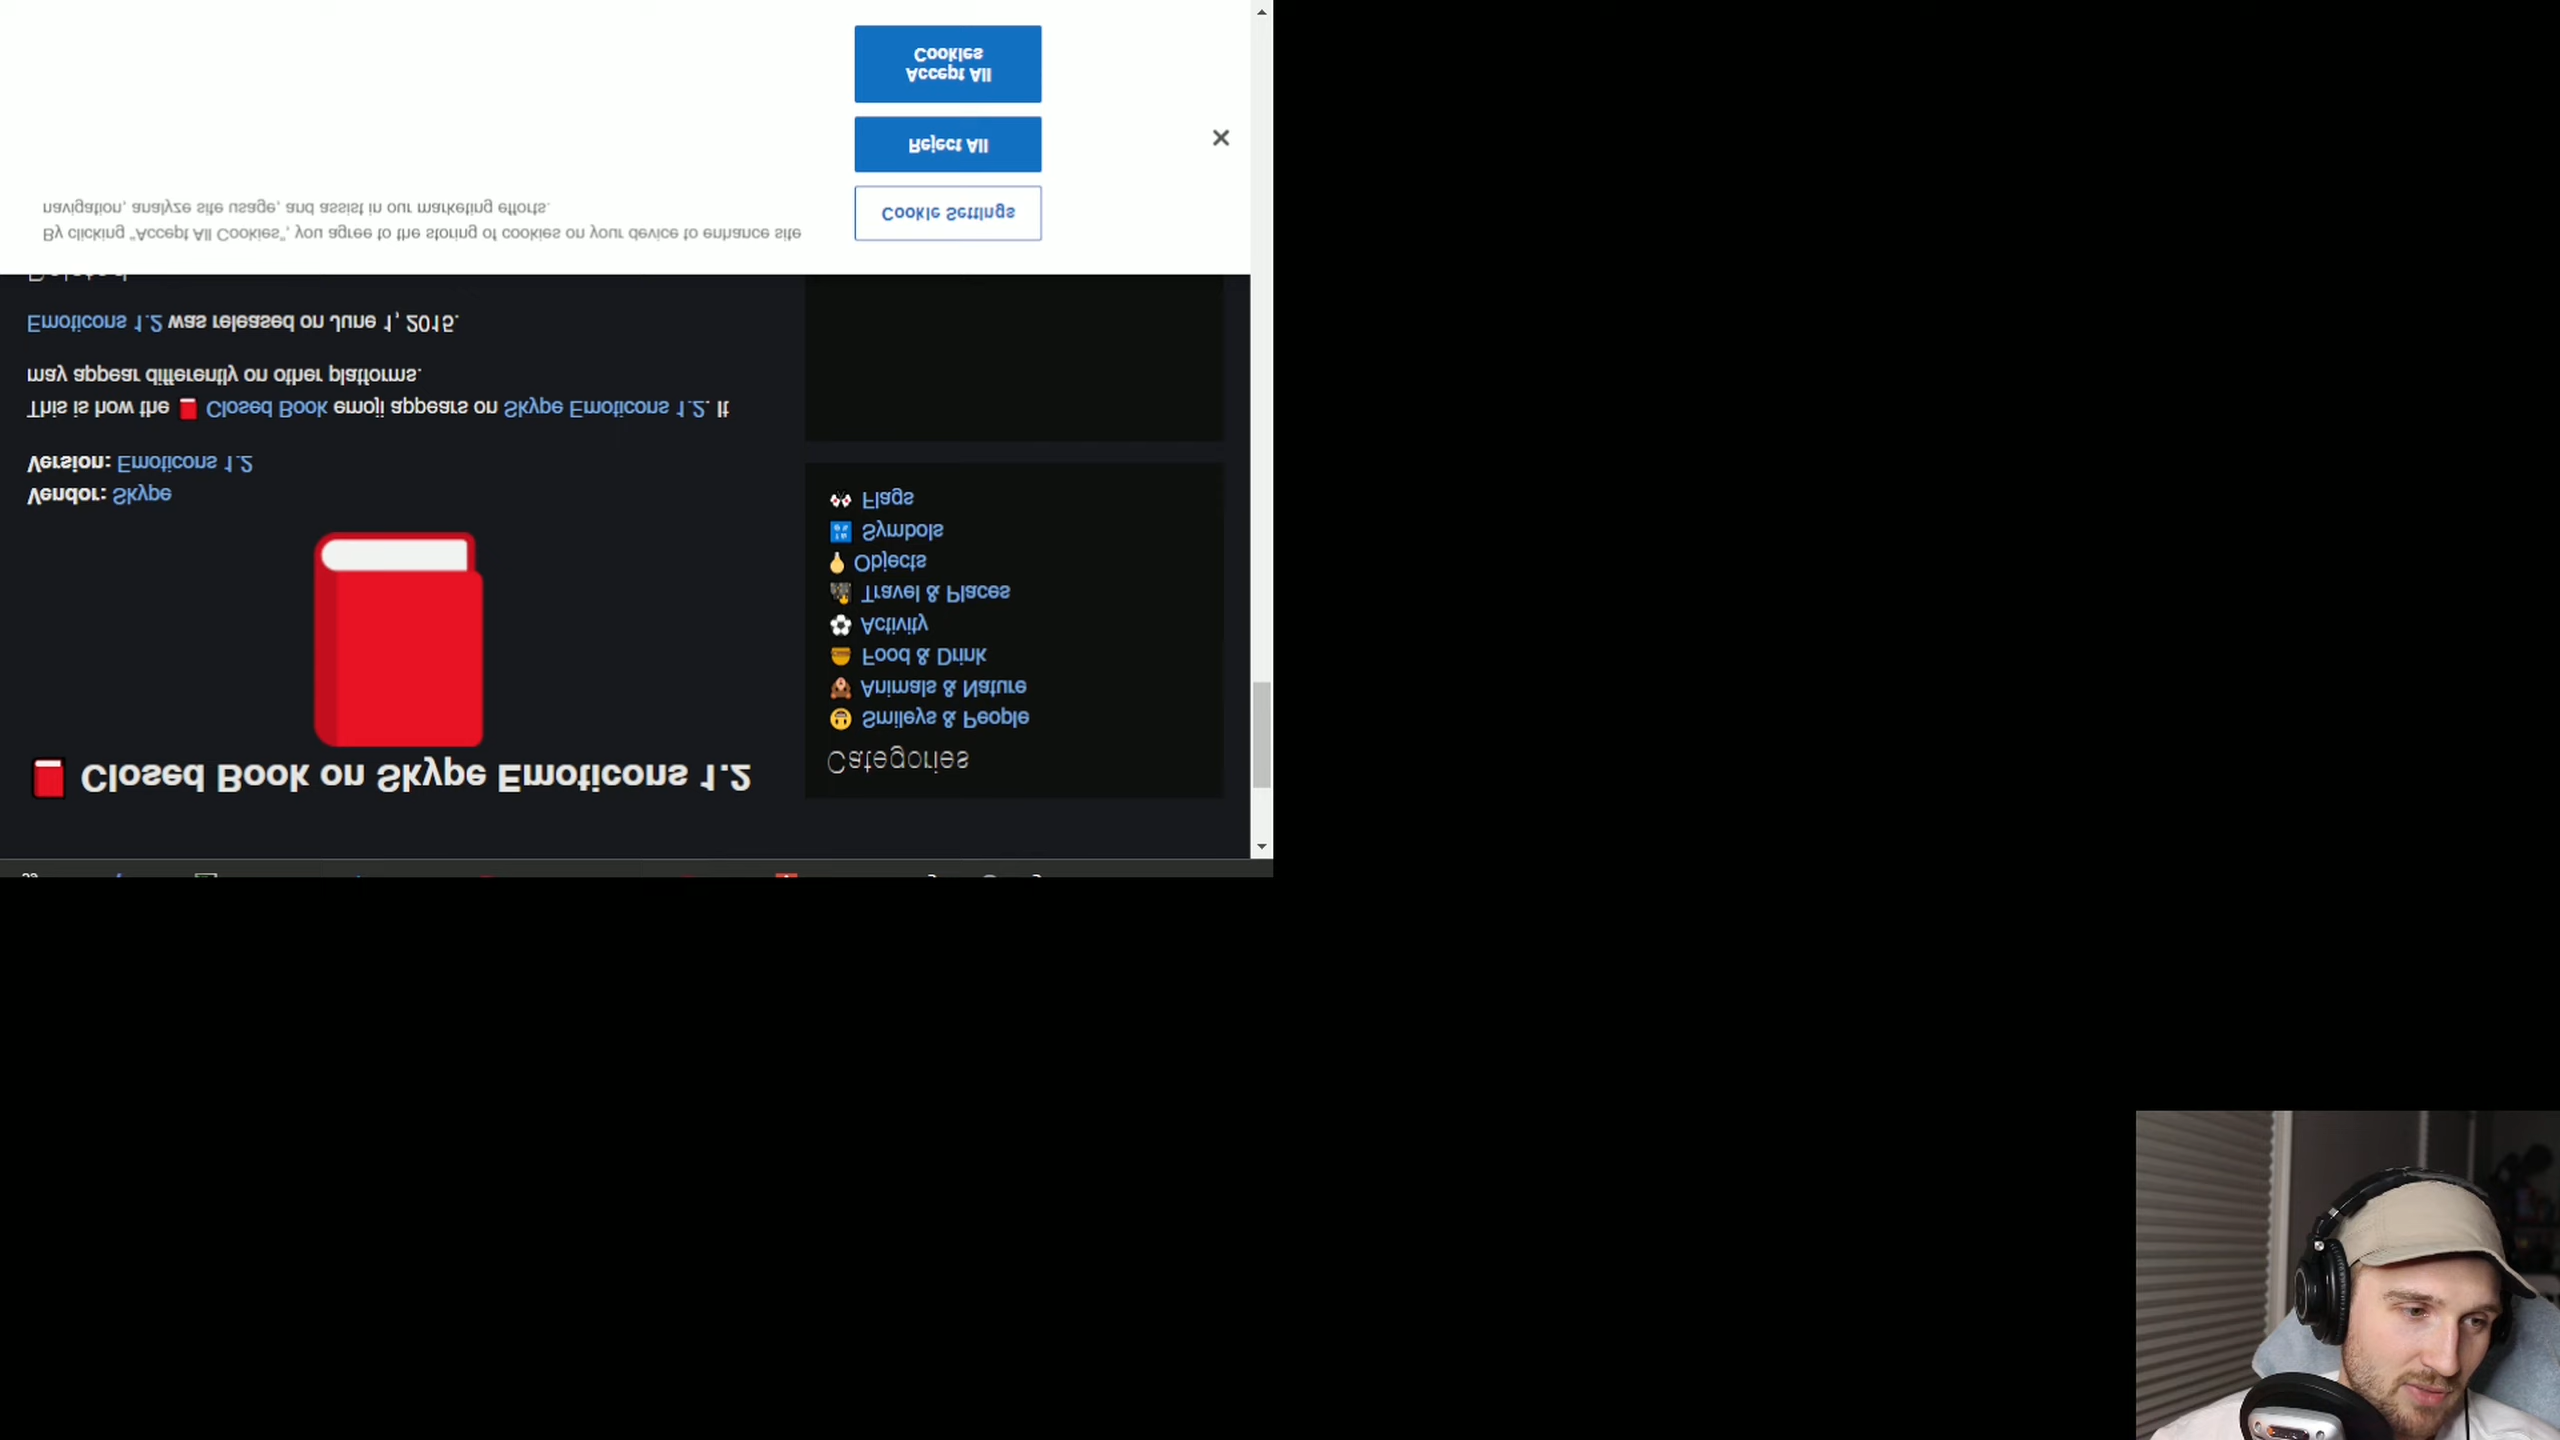 📕 Closed Book on Skype Emoticons 1.2
Vendor: Skype
Version: Emoticons 1.2
This is how the 📕 Closed Book emoji appears on Skype Emoticons 1.2. It
may appear differently on other platforms.
Emoticons 1.2 was released on June 1, 2015.
Categories
Smileys & People
Animals & Nature
Food & Drink
Activity
Travel & Places
Objects
Symbols
Flags
By clicking “Accept All Cookies”, you agree to the storing of cookies on your device to enhance site
navigation, analyze site usage, and assist in our marketing efforts.
Cookie Settings
Reject All
Accept All
Cookies